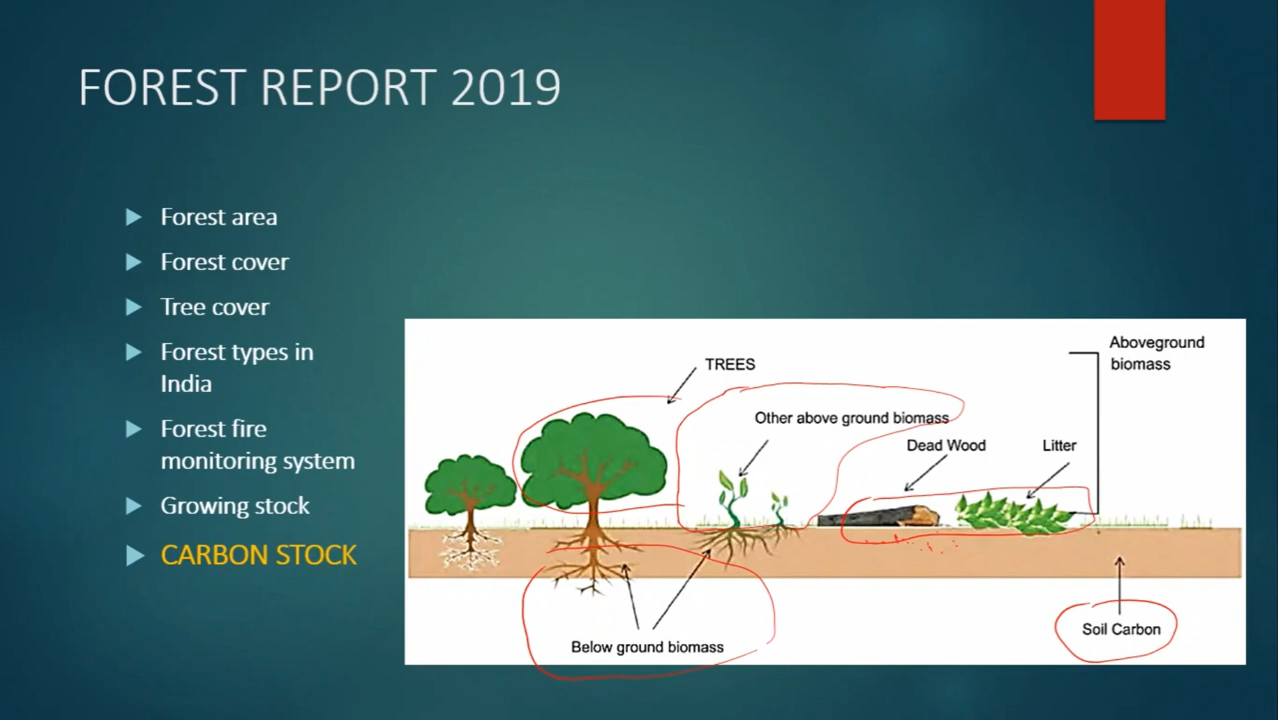 FOREST REPORT 2019
Forest area
Forest cover
Tree cover
Forest types in
India
Forest fire
monitoring system
Growing stock
CARBON STOCK
Aboveground
biomass
TREES
Other above ground biomass
Dead Wood
Litter
Soil Carbon
Below ground biomass